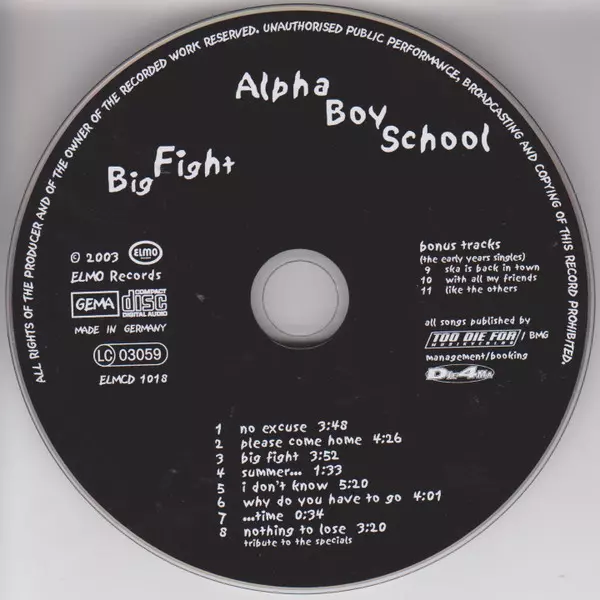 ALL RIGHTS OF THE PRODUCER AND OF THE OWNER OF THE RECORDED WORK RESERVED. UNAUTHORISED PUBLIC PERFORMANCE, BROADCASTING AND COPYING OF THIS RECORD PROHIBITED.
Alpha
Boy
School
Big Fight
© 2003 ELMO
ELMO Records
GEMA COMPACT disc DIGITAL AUDIO
MADE IN GERMANY
LC 03059
ELMCD 1018
bonus tracks
(the early years singles)
9 ska is back in town
10 with all my friends
11 like the others
all songs published by
TOO DIE FOR / BMG
MUSIKVERLAG
management/booking
1 no excuse 3:48
2 please come home 4:26
3 big fight 3:52
4 summer... 1:33
5 i don't know 5:20
6 why do you have to go 4:01
7 ...time 0:34
8 nothing to lose 3:20
tribute to the specials